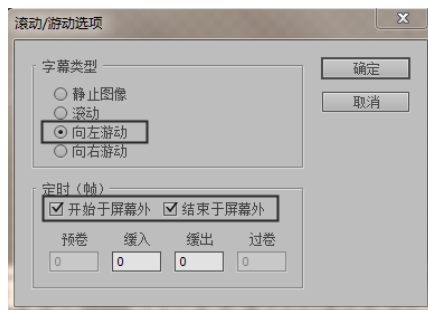 滚动/游动选项
字幕类型
静止图像
滚动
向左游动
向右游动
确定
取消
定时（帧）
开始于屏幕外 结束于屏幕外
预卷 缓入 缓出 过卷
0 0 0 0